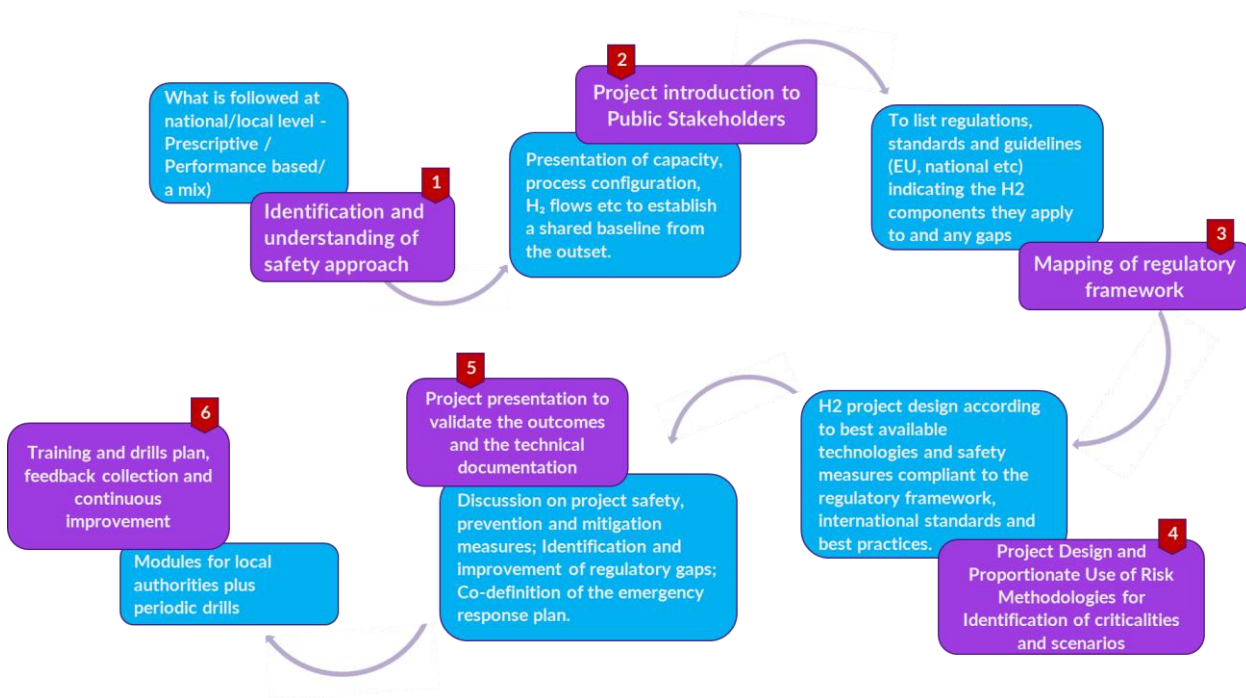 What is followed at
national/local level -
Prescriptive /
Performance based/
a mix)
1
Identification and
understanding of
safety approach
2
Project introduction to
Public Stakeholders
Presentation of capacity,
process configuration,
H₂ flows etc to establish
a shared baseline from
the outset.
To list regulations,
standards and guidelines
(EU, national etc)
indicating the H2
components they apply
to and any gaps
3
Mapping of regulatory
framework
H2 project design according
to best available
technologies and safety
measures compliant to the
regulatory framework,
international standards and
best practices.
4
Project Design and
Proportionate Use of Risk
Methodologies for
Identification of criticalities
and scenarios
5
Project presentation to
validate the outcomes
and the technical
documentation
Discussion on project safety,
prevention and mitigation
measures; Identification and
improvement of regulatory gaps;
Co-definition of the emergency
response plan.
6
Training and drills plan,
feedback collection and
continuous
improvement
Modules for local
authorities plus
periodic drills